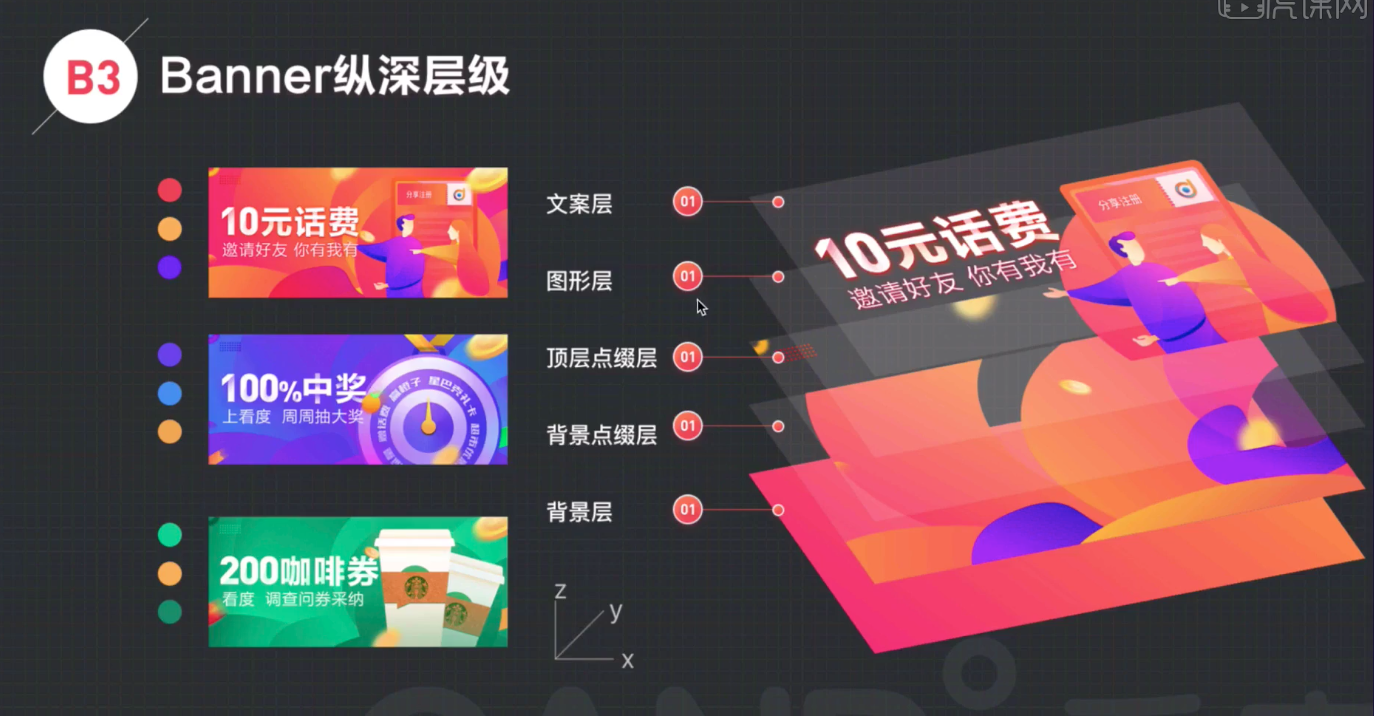 虎课网
B3
Banner纵深层级
分享注册
10元话费
邀请好友 你有我有
100%中奖
上看度 周周抽大奖
星巴克礼卡
200咖啡券
看度 调查问券采纳
文案层
01
图形层
01
顶层点缀层
01
背景点缀层
01
背景层
01
z
y
x
分享注册
10元话费
邀请好友 你有我有